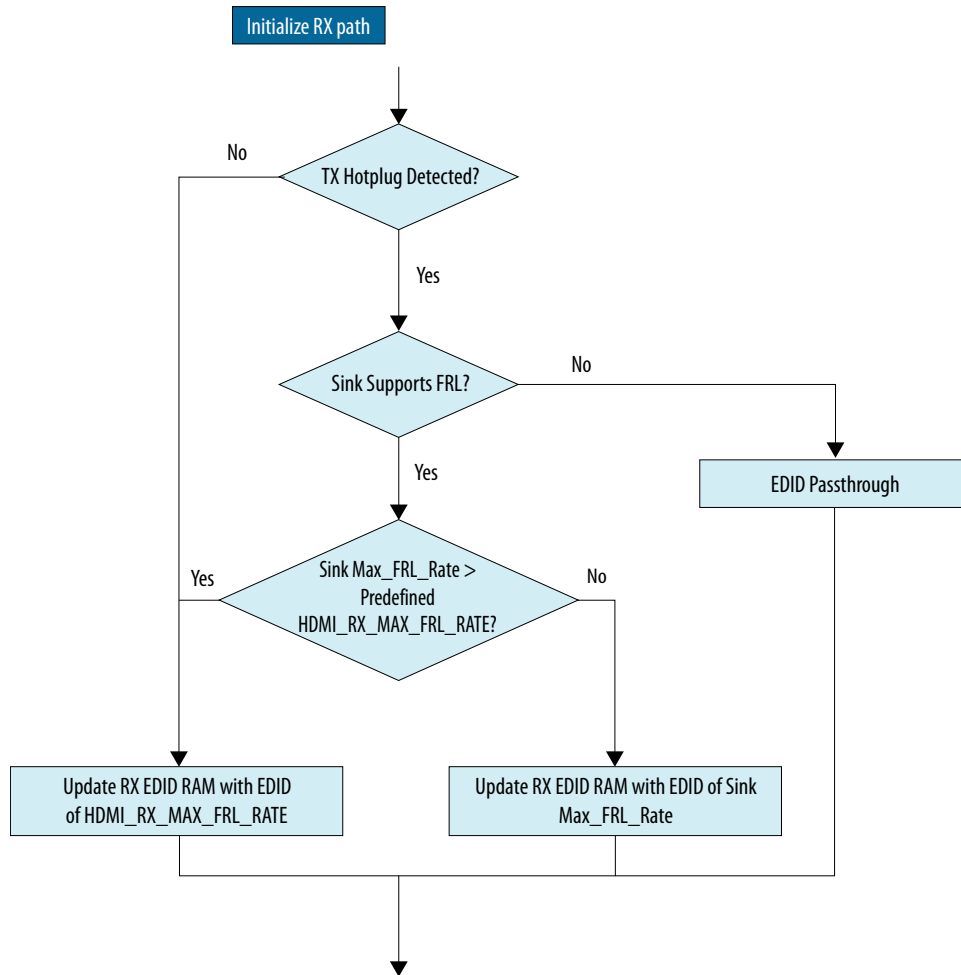 Initialize RX path
No
TX Hotplug Detected?
Yes
Sink Supports FRL?
No
Yes
EDID Passthrough
Yes
Sink Max_FRL_Rate >
Predefined
HDMI_RX_MAX_FRL_RATE?
No
Update RX EDID RAM with EDID
of HDMI_RX_MAX_FRL_RATE
Update RX EDID RAM with EDID of Sink
Max_FRL_Rate